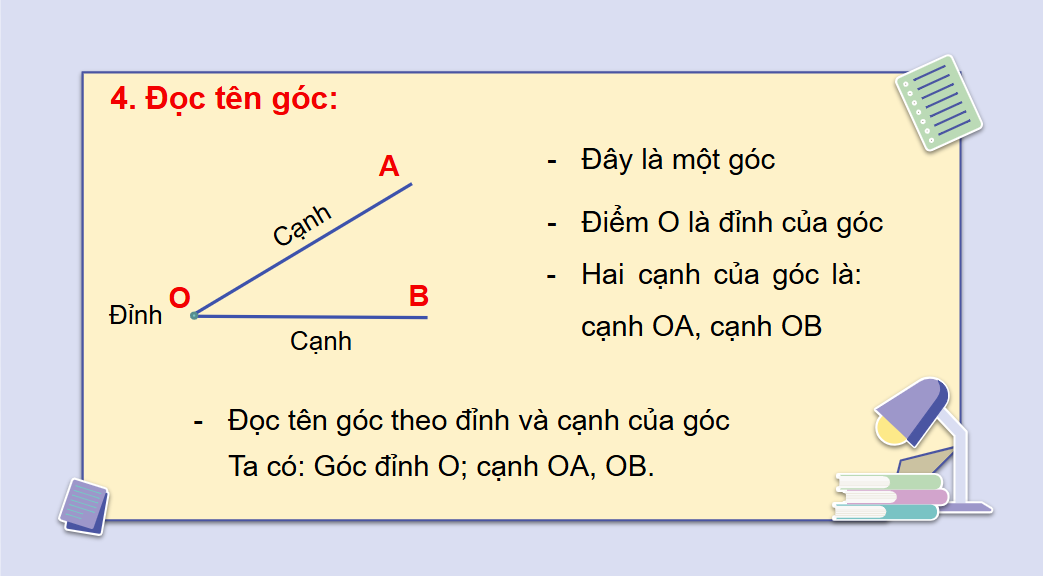 4. Đọc tên góc:
A
Cạnh
O
B
Đỉnh
Cạnh
- Đây là một góc
- Điểm O là đỉnh của góc
- Hai cạnh của góc là:
cạnh OA, cạnh OB
- Đọc tên góc theo đỉnh và cạnh của góc
Ta có: Góc đỉnh O; cạnh OA, OB.